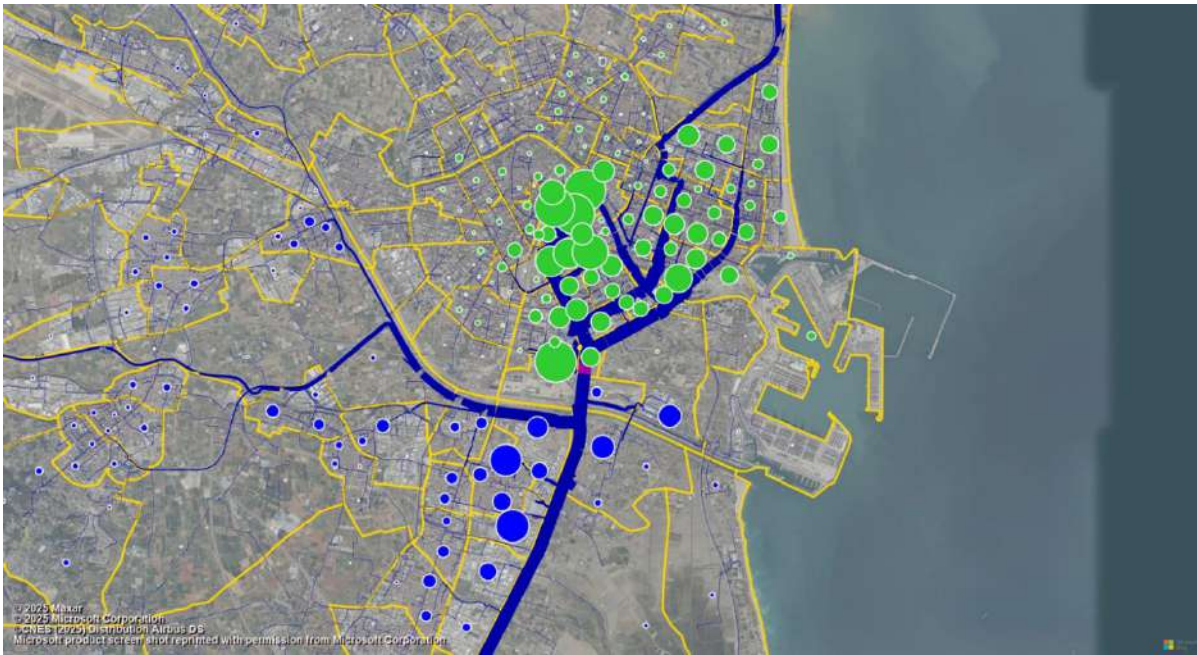 © 2025 Maxar
© 2025 Microsoft Corporation
©CNES (2025) Distribution Airbus DS
Microsoft product screen shot reprinted with permission from Microsoft Corporation